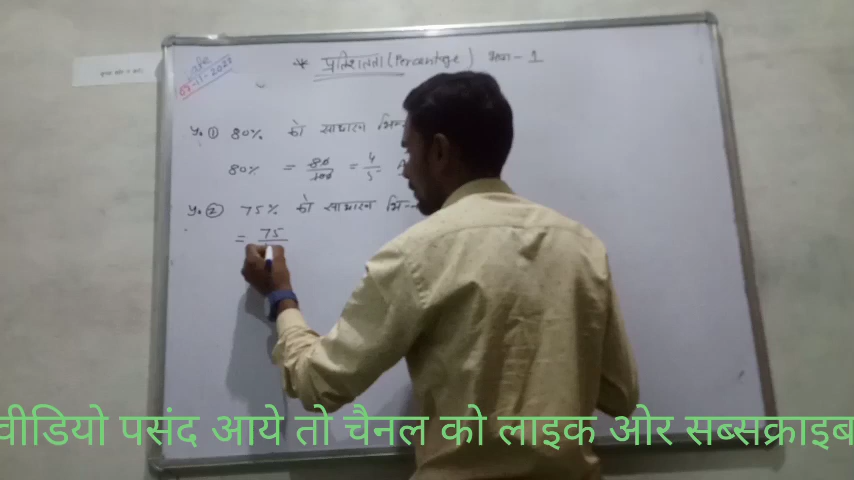 * प्रतिशतता (Percentage) भाग - 1
प्र. ① 80% को साधारण भिन्न
80% = 80/100 = 4/5 A
प्र. ② 75% को साधारण भिन्न
= 75
वीडियो पसंद आये तो चैनल को लाइक ओर सब्सक्राइब